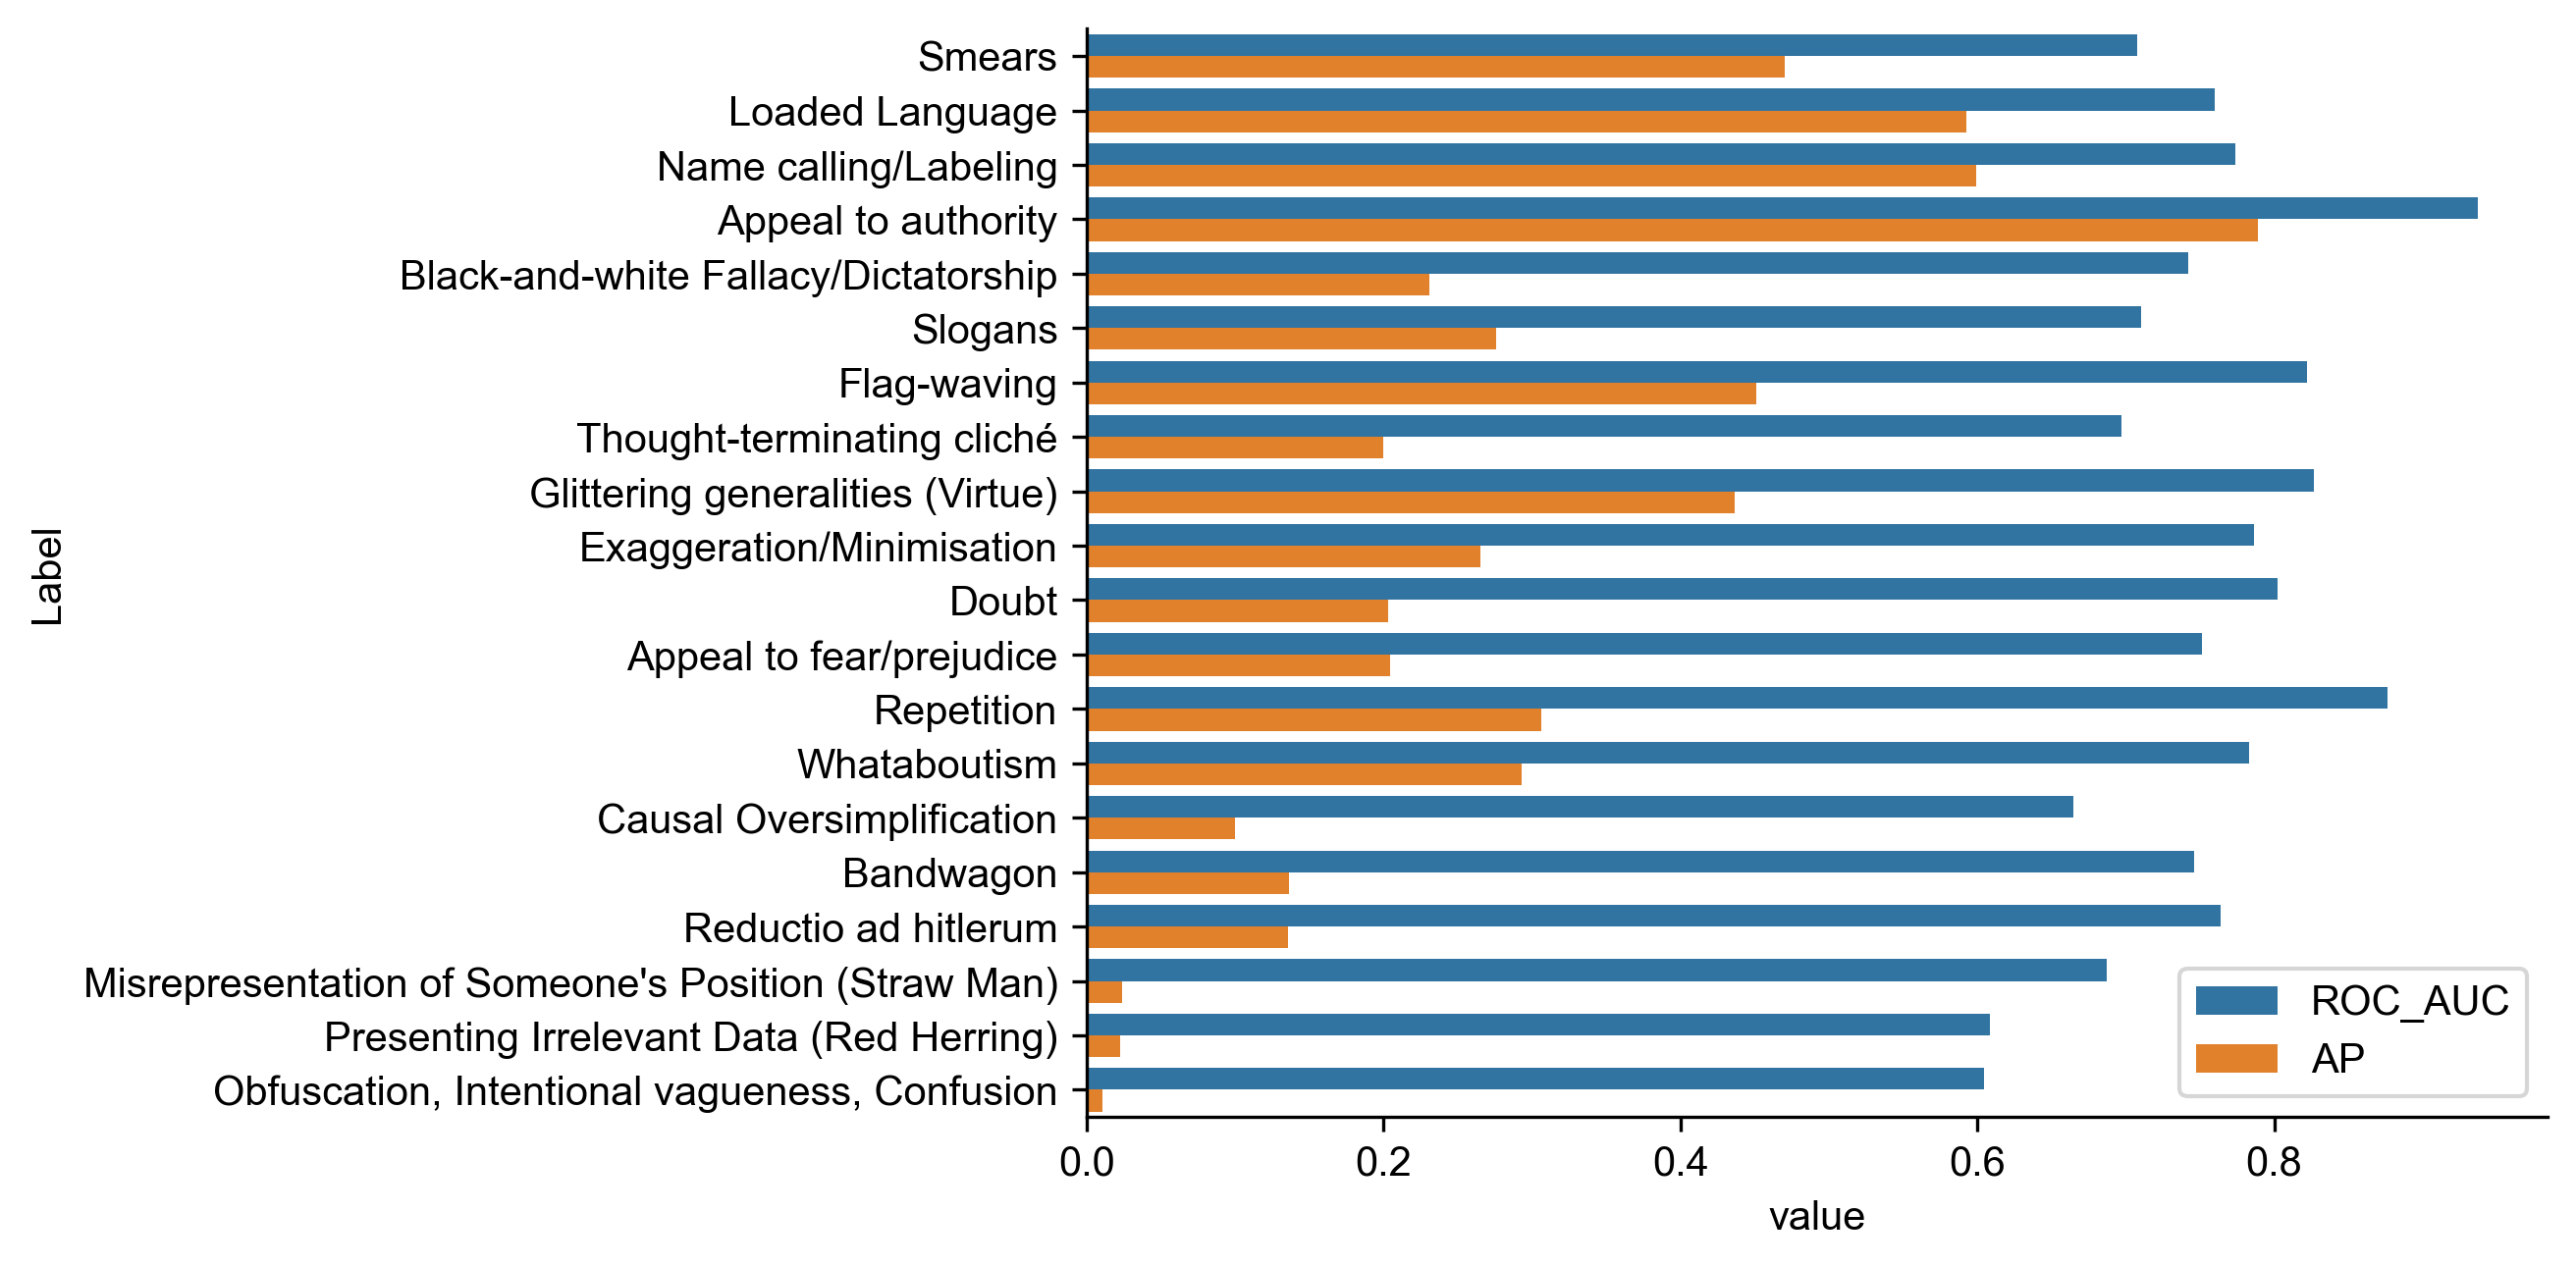 Smears
Loaded Language
Name calling/Labeling
Appeal to authority
Black-and-white Fallacy/Dictatorship
Slogans
Flag-waving
Thought-terminating cliché
Glittering generalities (Virtue)
Exaggeration/Minimisation
Doubt
Appeal to fear/prejudice
Repetition
Whataboutism
Causal Oversimplification
Bandwagon
Reductio ad hitlerum
Misrepresentation of Someone's Position (Straw Man)
Presenting Irrelevant Data (Red Herring)
Obfuscation, Intentional vagueness, Confusion
Label
ROC_AUC
AP
0.0 0.2 0.4 0.6 0.8
value